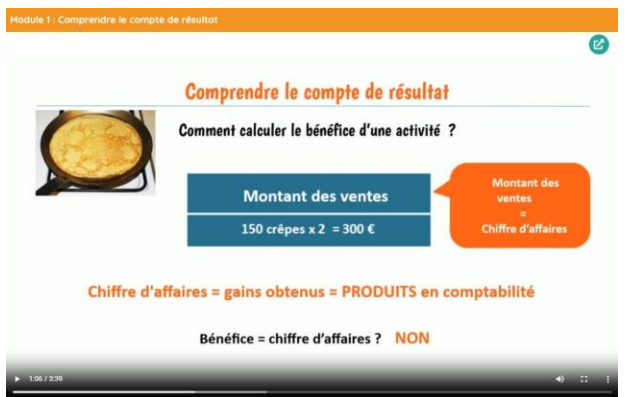 Module 1 : Comprendre le compte de résultat
Comprendre le compte de résultat
Comment calculer le bénéfice d'une activité ?
Montant des ventes
150 crêpes x 2 = 300 €
Montant des
ventes
=
Chiffre d'affaires
Chiffre d'affaires = gains obtenus = PRODUITS en comptabilité
Bénéfice = chiffre d'affaires ? NON
1:06 / 3:39